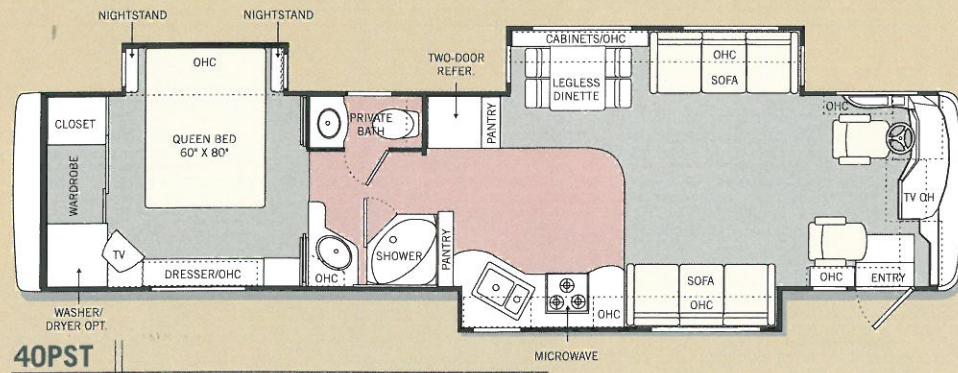 NIGHTSTAND
NIGHTSTAND
OHC
QUEEN BED
60" X 80"
CLOSET
WARDROBE
TV
DRESSER/OHC
WASHER/
DRYER OPT.
PRIVATE
BATH
TWO-DOOR
REFER.
PANTRY
OHC
SHOWER
PANTRY
CABINETS/OHC
LEGLESS
DINETTE
OHC
SOFA
OHC
TV OH
SOFA
OHC
OHC
MICROWAVE
OHC
ENTRY
40PST